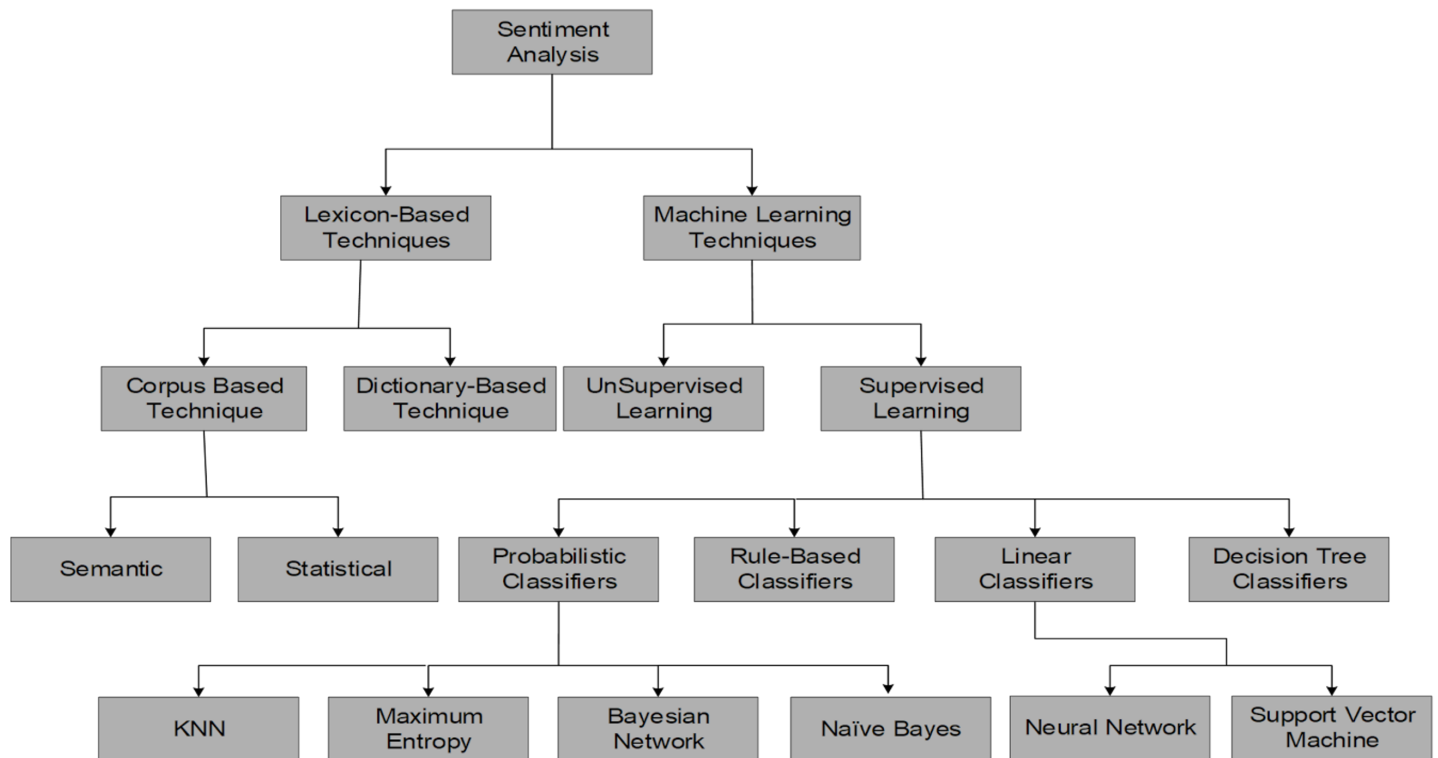 Sentiment
Analysis
Lexicon-Based
Techniques
Machine Learning
Techniques
Corpus Based
Technique
Dictionary-Based
Technique
UnSupervised
Learning
Supervised
Learning
Semantic
Statistical
Probabilistic
Classifiers
Rule-Based
Classifiers
Linear
Classifiers
Decision Tree
Classifiers
KNN
Maximum
Entropy
Bayesian
Network
Naïve Bayes
Neural Network
Support Vector
Machine